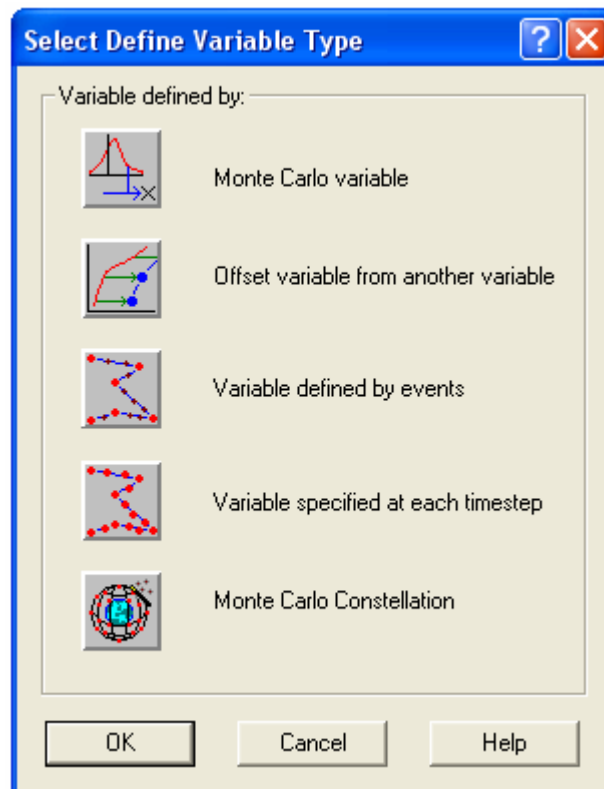 Select Define Variable Type
Variable defined by:
Monte Carlo variable
Offset variable from another variable
Variable defined by events
Variable specified at each timestep
Monte Carlo Constellation
OK
Cancel
Help